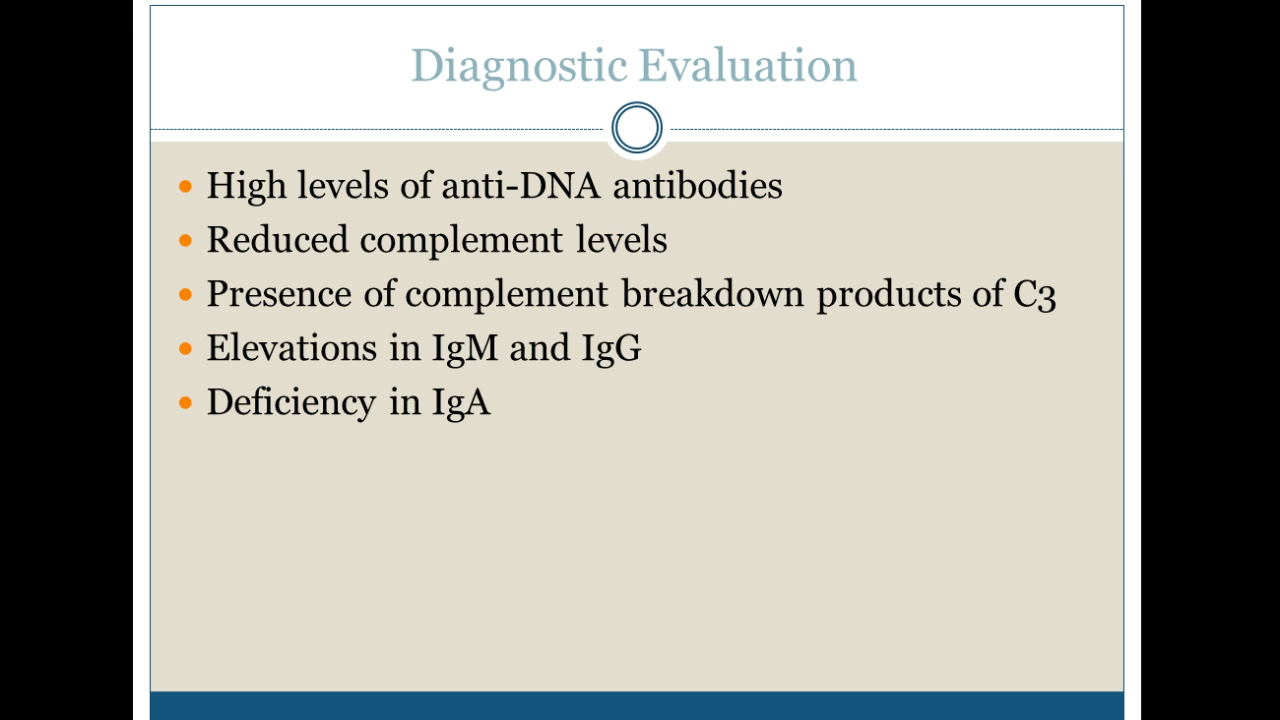 Diagnostic Evaluation
High levels of anti-DNA antibodies
Reduced complement levels
Presence of complement breakdown products of C3
Elevations in IgM and IgG
Deficiency in IgA